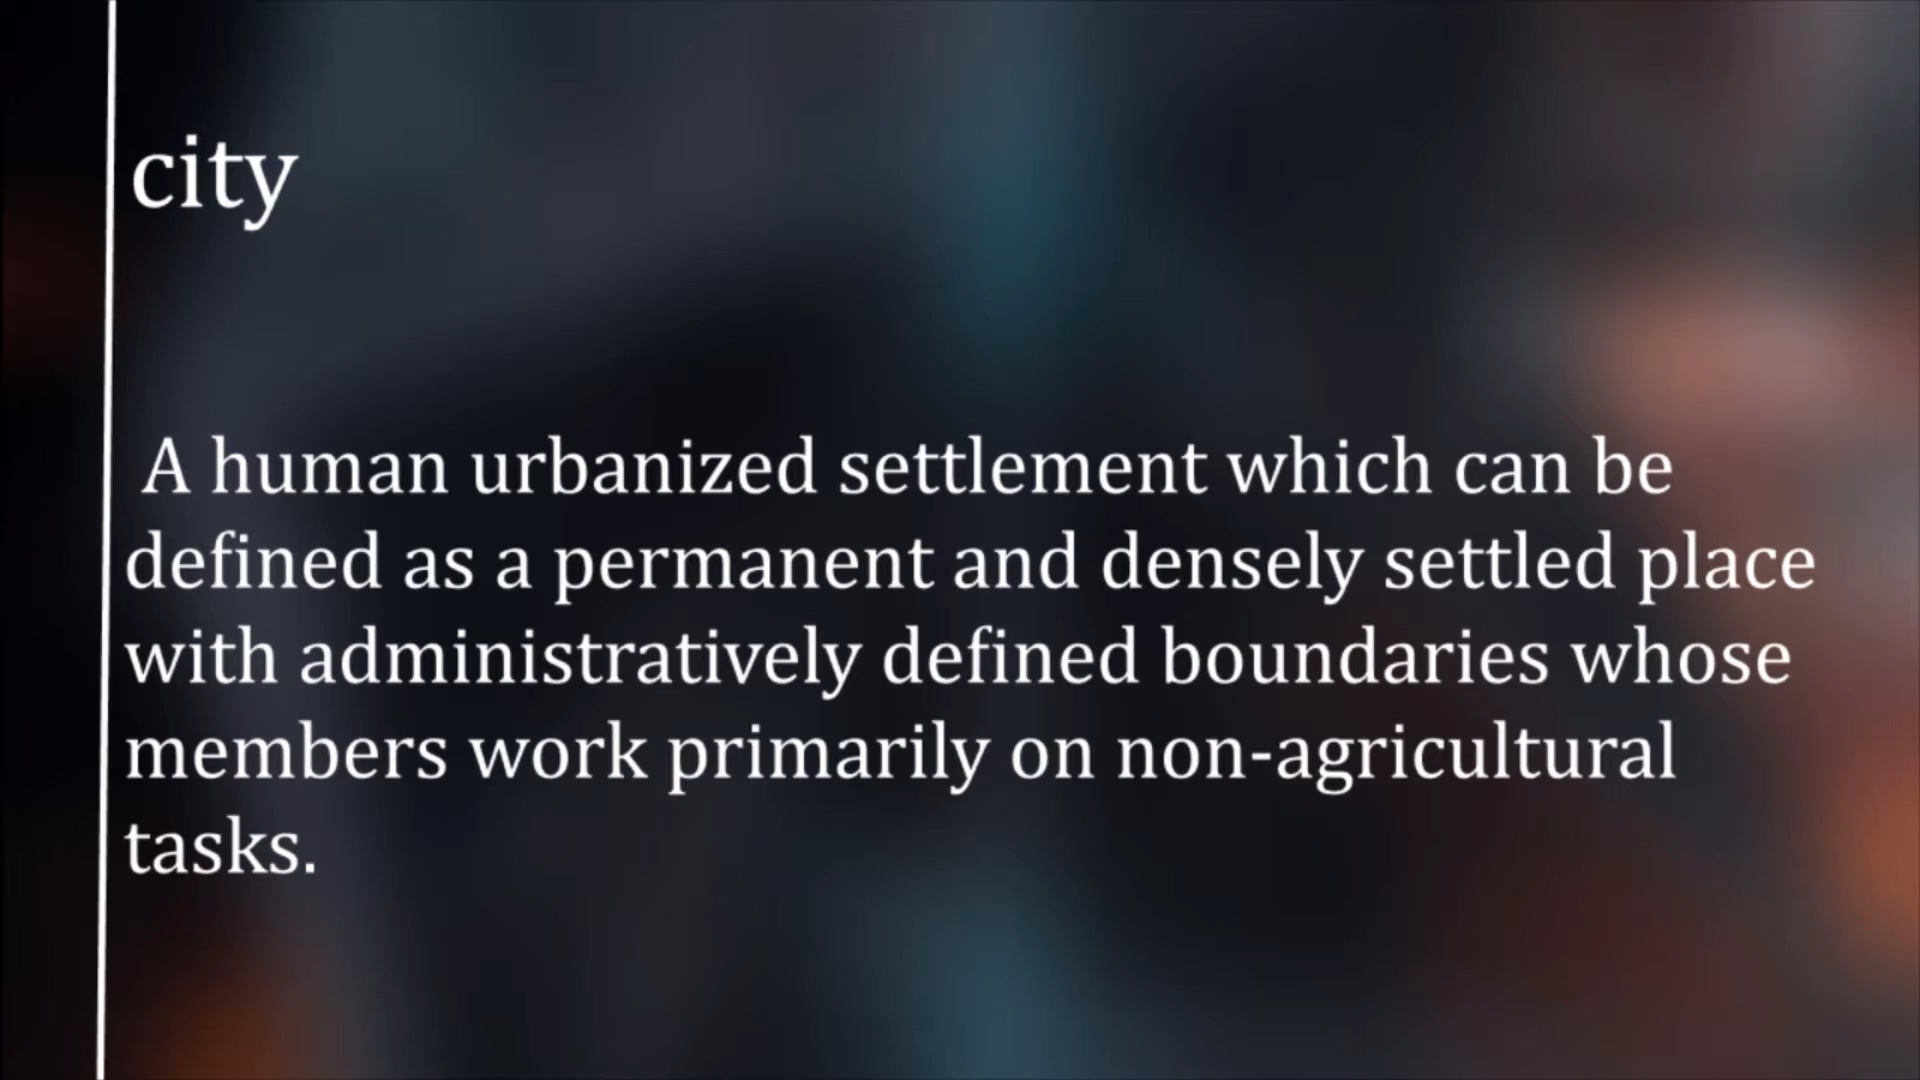 city
A human urbanized settlement which can be
defined as a permanent and densely settled place
with administratively defined boundaries whose
members work primarily on non-agricultural
tasks.